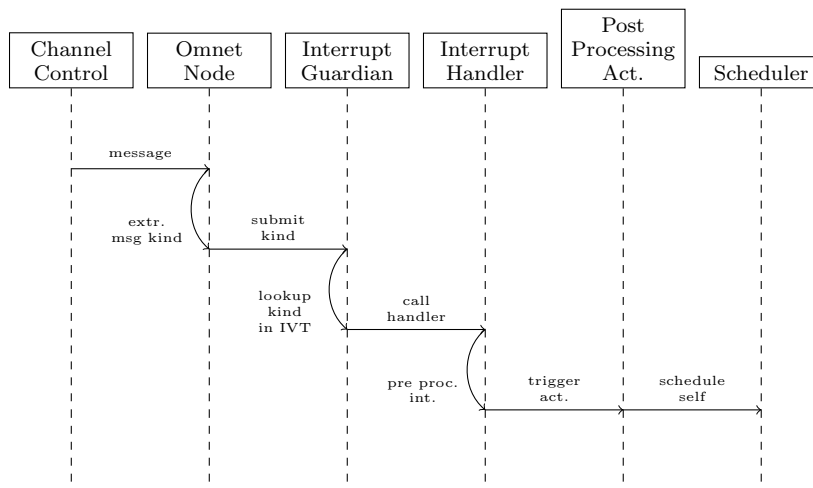 Channel
Control
Omnet
Node
Interrupt
Guardian
Interrupt
Handler
Post
Processing
Act.
Scheduler
message
extr.
msg kind
submit
kind
lookup
kind
in IVT
call
handler
pre proc.
int.
trigger
act.
schedule
self